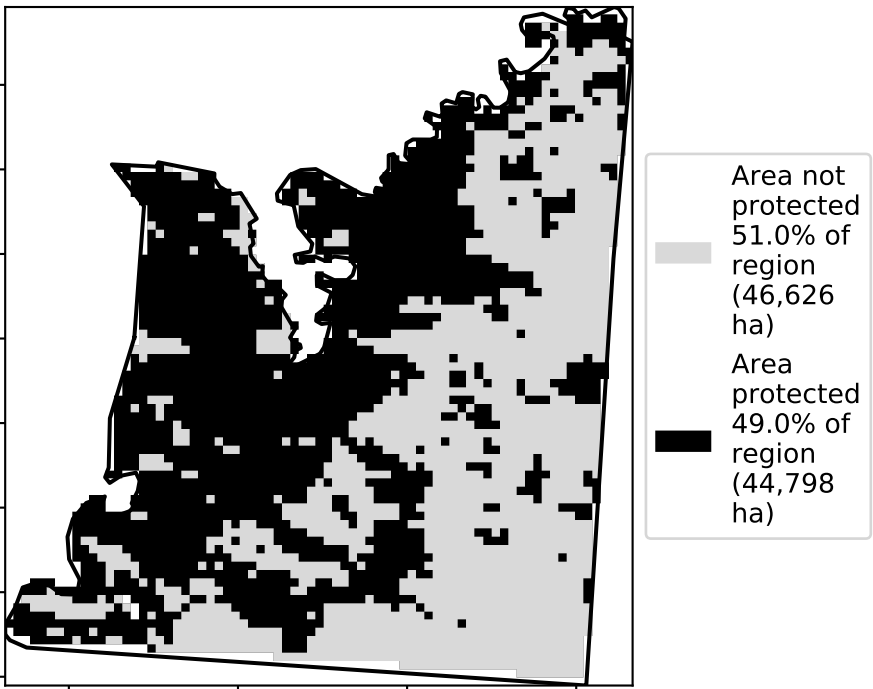 Area not
protected
51.0% of
region
(46,626
ha)
Area
protected
49.0% of
region
(44,798
ha)